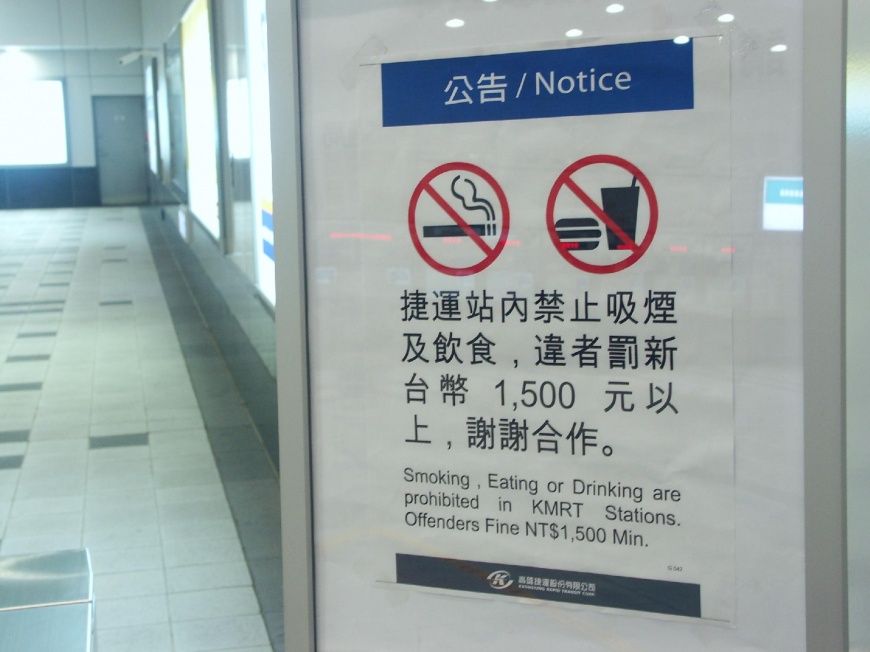 公告 / Notice
捷運站內禁止吸煙
及飲食，違者罰新
台幣 1,500 元以
上，謝謝合作。
Smoking , Eating or Drinking are
prohibited in KMRT Stations.
Offenders Fine NT$1,500 Min.
高雄捷運股份有限公司
KAOHSIUNG RAPID TRANSIT CORP.